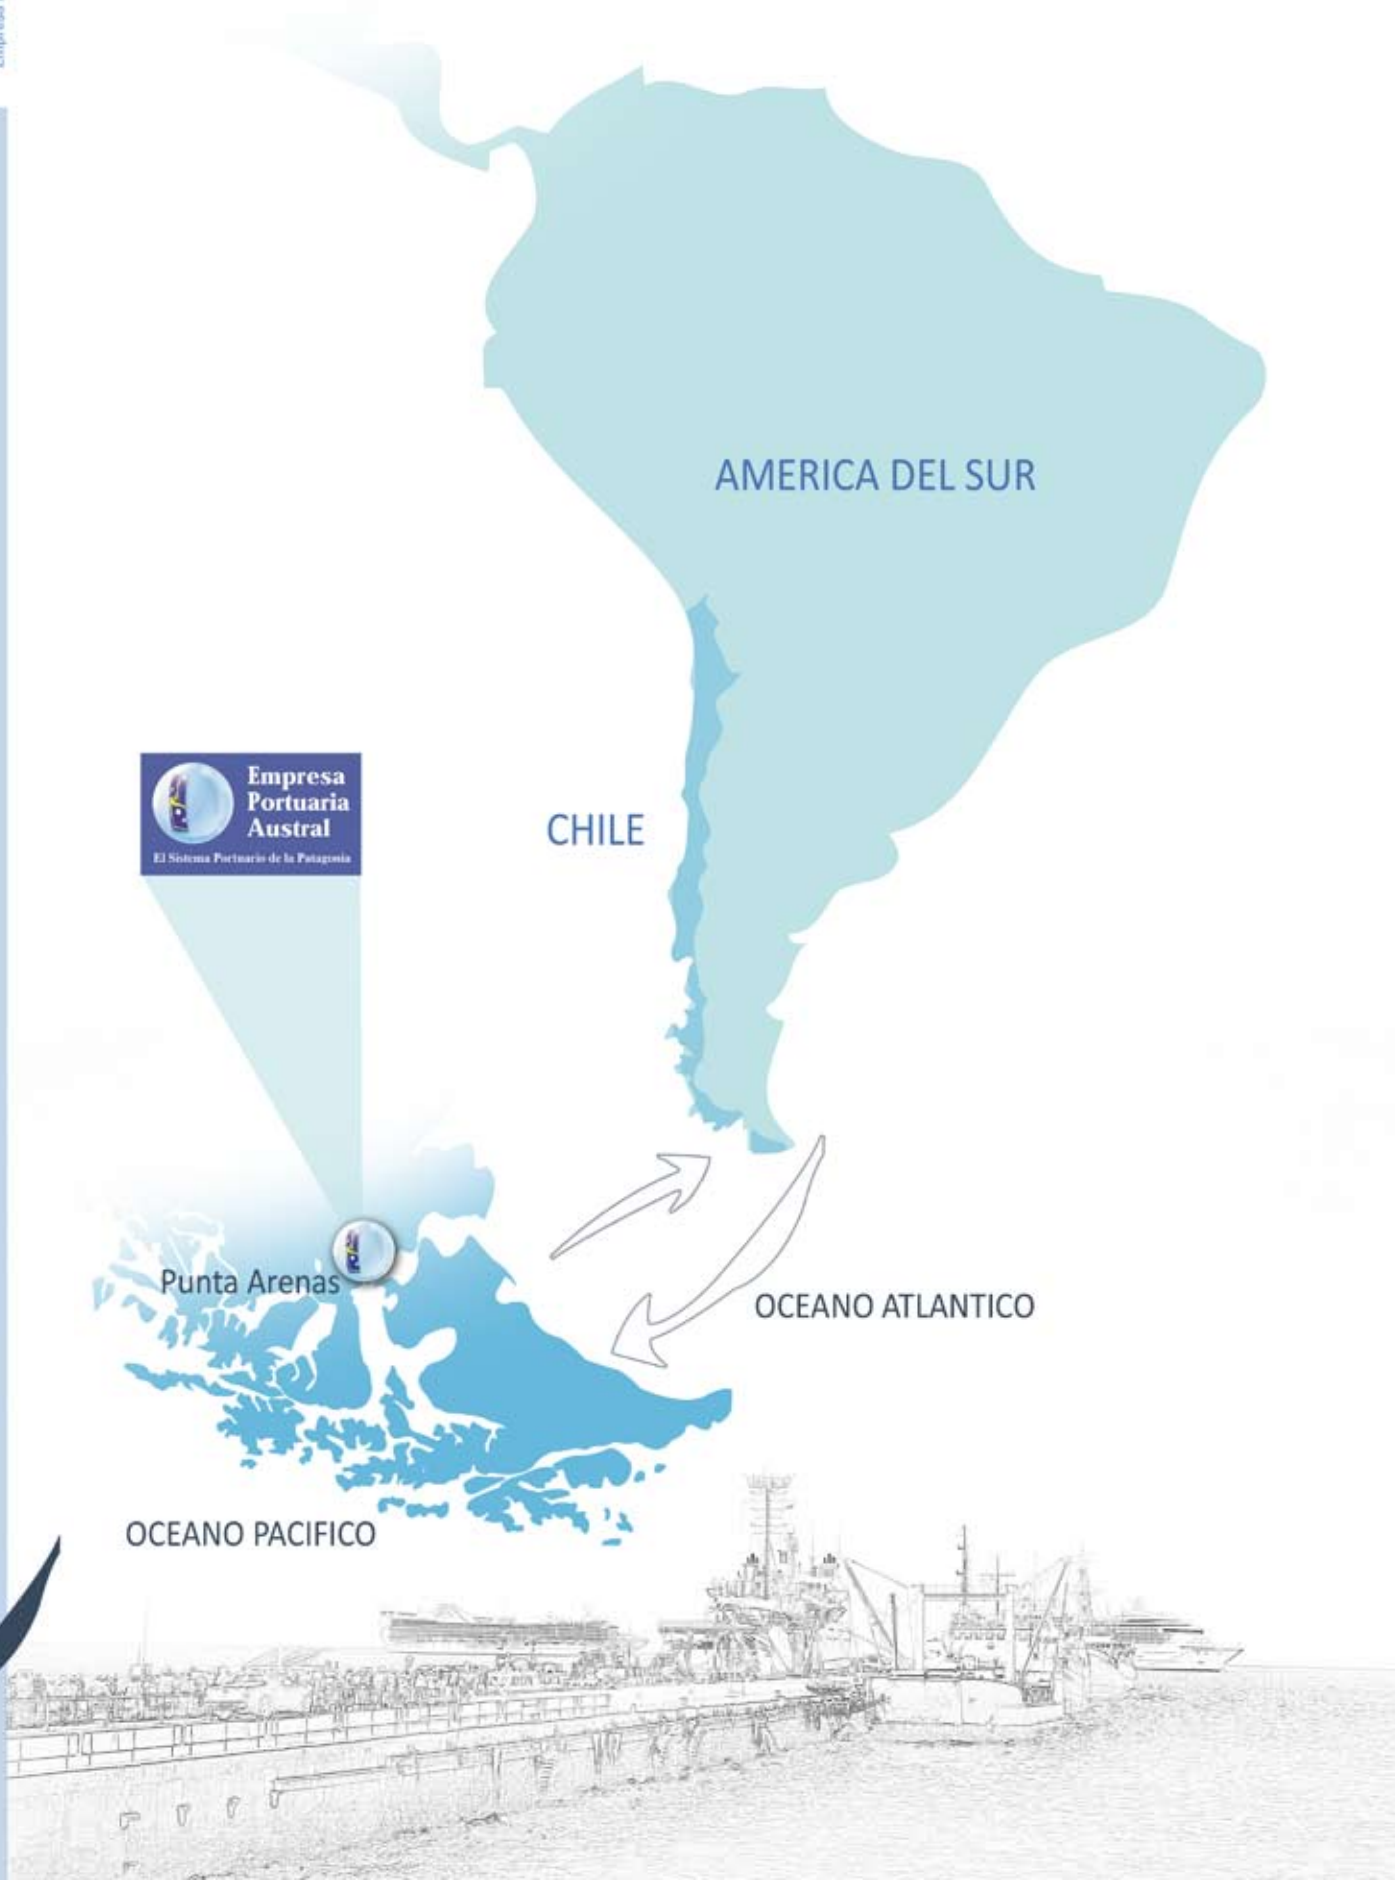 AMERICA DEL SUR
Empresa
Portuaria
Austral
El Sistema Portuario de la Patagonia
CHILE
Punta Arenas
OCEANO ATLANTICO
OCEANO PACIFICO